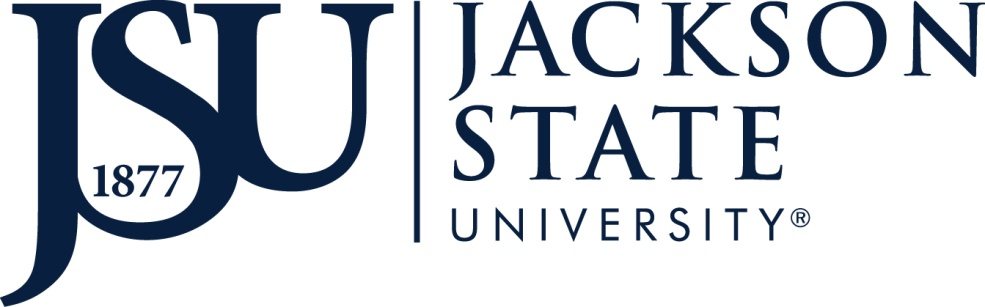 JSU
1877
JACKSON
STATE
UNIVERSITY®